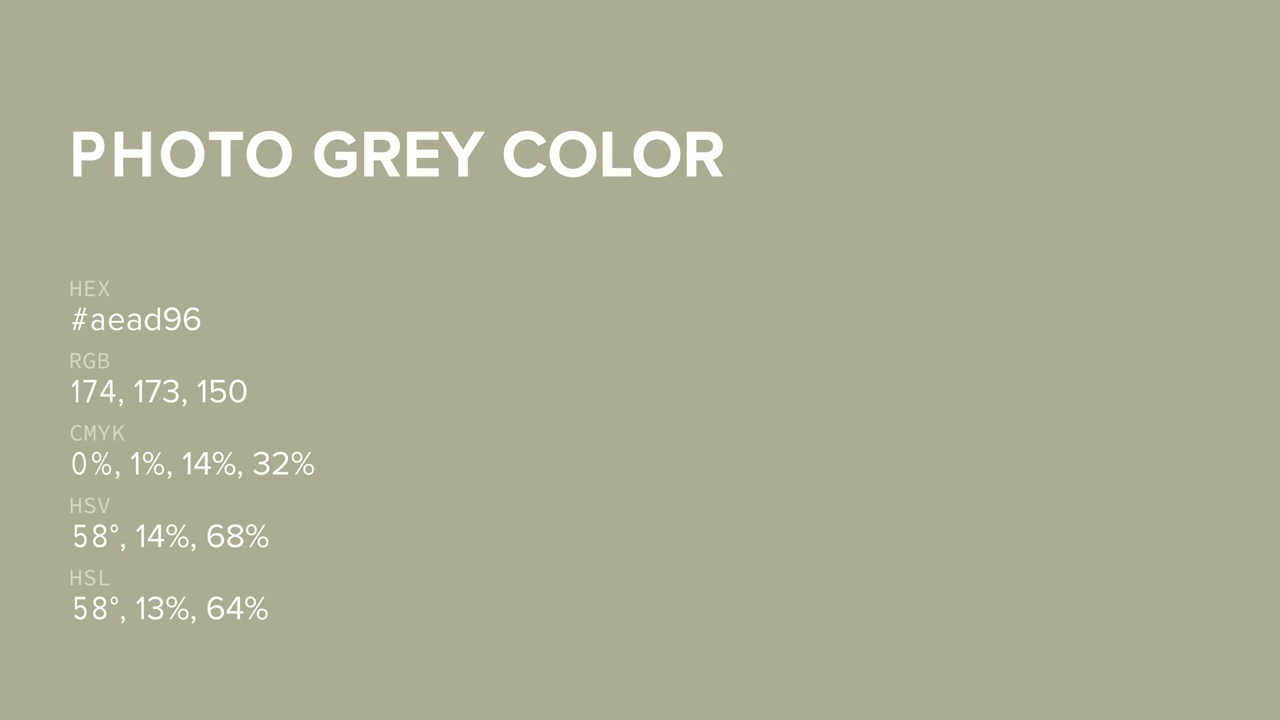 PHOTO GREY COLOR
HEX
#aead96
RGB
174, 173, 150
CMYK
0%, 1%, 14%, 32%
HSV
58°, 14%, 68%
HSL
58°, 13%, 64%